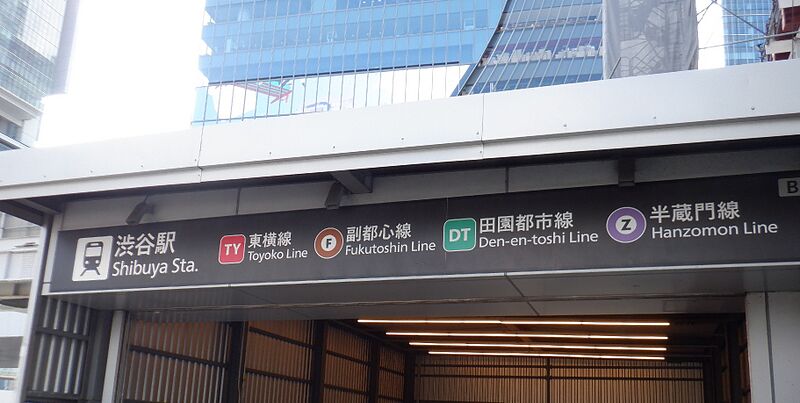 渋谷駅
Shibuya Sta.
TY
東横線
Toyoko Line
F
副都心線
Fukutoshin Line
DT
田園都市線
Den-en-toshi Line
Z
半蔵門線
Hanzomon Line
B